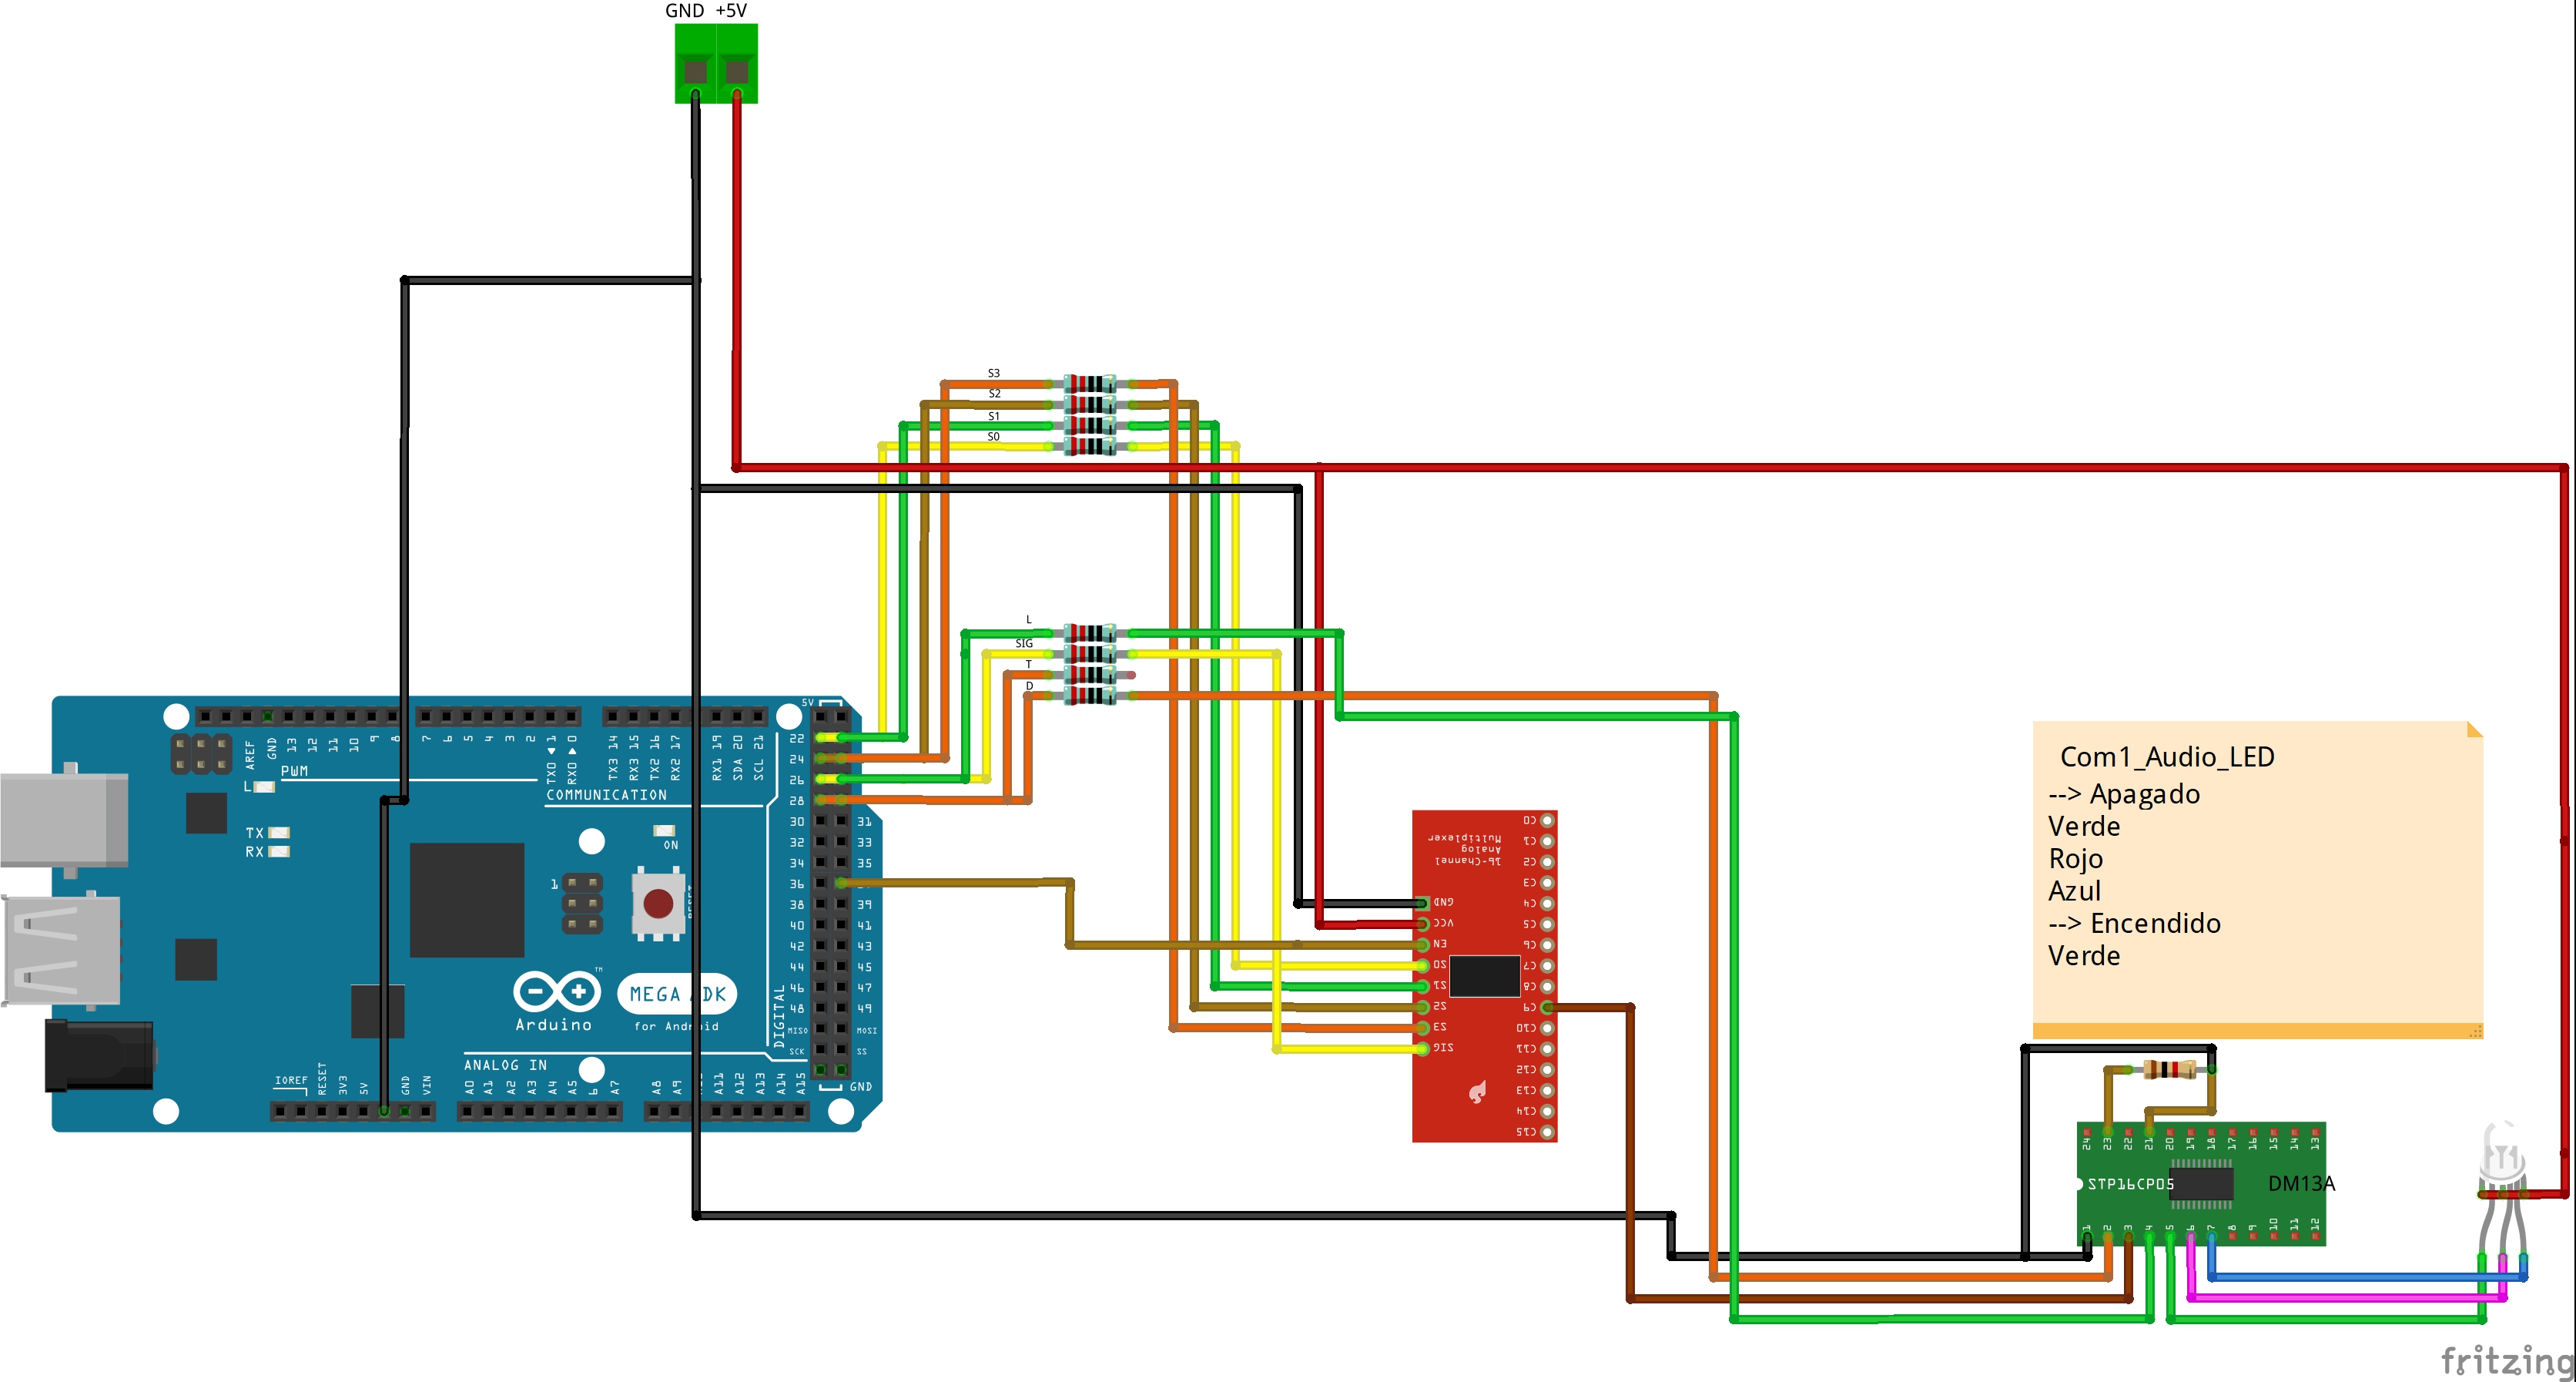 GND +5V
S3
S2
S1
S0
L
SIG
T
D
5V
AREF
GND
13
12
11
10
9
8
7
6
5
4
3
2
TX0 1
RX0 0
TX3 14
RX3 15
TX2 16
RX2 17
RX1 19
SDA 20
SCL 21
PWM
COMMUNICATION
L
TX
RX
ON
1
22
24
26
28
30 31
32 33
34 35
36
38 39
40 41
42 43
44 45
46 47
48 49
MISO MOSI
SCK SS
GND
DIGITAL
Arduino
TM
MEGA ADK
for Android
ANALOG IN
IOREF
RESET
3V3
5V
GND
VIN
A0
A1
A2
A3
A4
A5
A7
A8
A9
A11
A12
A13
A14
A15
16-Channel
Analog
Multiplexer
GND
VCC
EN
S0
S1
S2
S3
SIG
C0
C1
C2
C3
C4
C5
C6
C7
C8
C9
C10
C11
C12
C13
C14
C15
Com1_Audio_LED
--> Apagado
Verde
Rojo
Azul
--> Encendido
Verde
24 23 22 21 20 19 18 17 16 15 14 13
STP16CP05
DM13A
1 2 3 4 5 6 7 8 9 10 11 12
fritzing